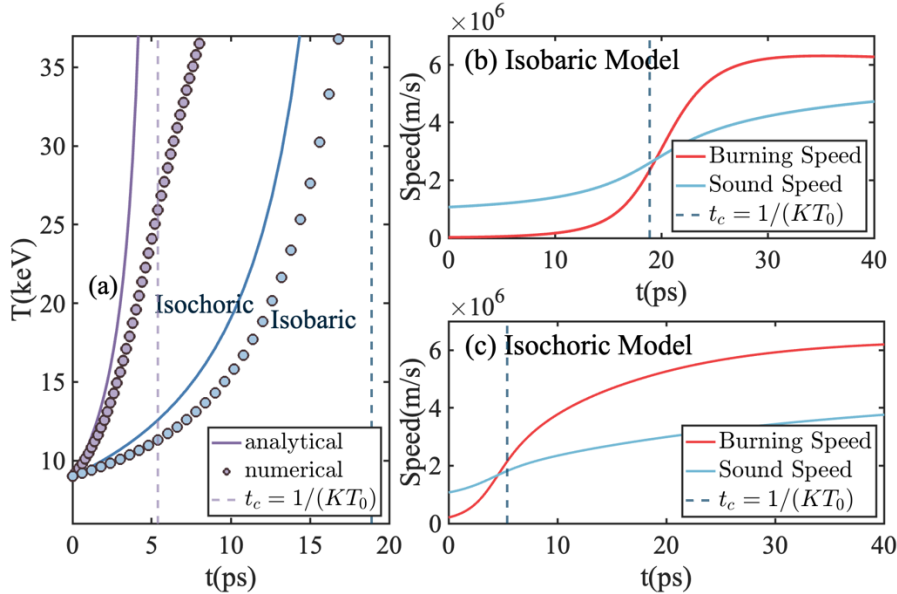 (a)
T(keV)
35
30
25
20
15
10
Isochoric
Isobaric
analytical
numerical
t_c = 1/(KT_0)
0
5
10
15
20
t(ps)
×10^6
(b) Isobaric Model
Speed(m/s)
6
4
2
0
Burning Speed
Sound Speed
t_c = 1/(KT_0)
0
10
20
30
40
t(ps)
×10^6
(c) Isochoric Model
Speed(m/s)
6
4
2
0
Burning Speed
Sound Speed
t_c = 1/(KT_0)
0
10
20
30
40
t(ps)